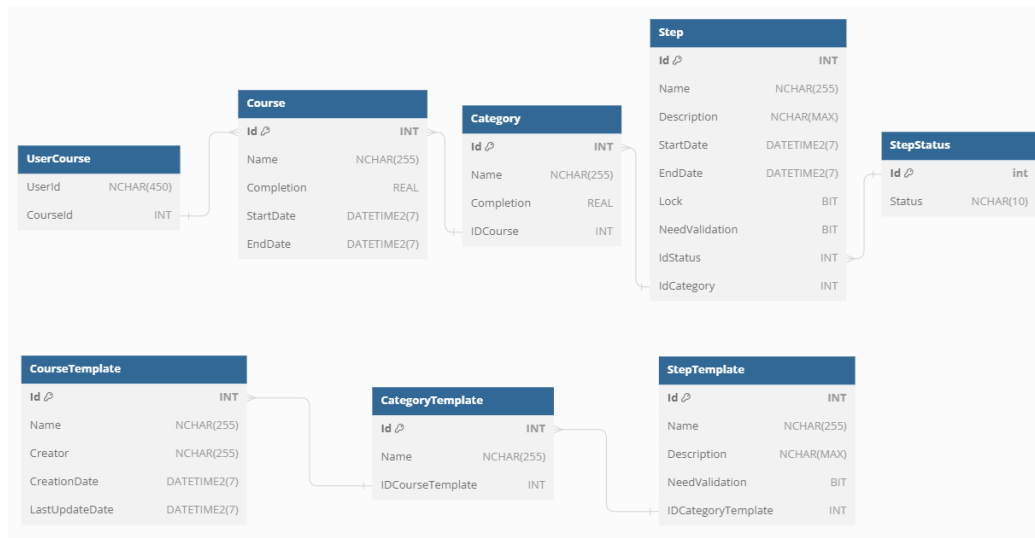 UserCourse
UserId NCHAR(450)
CourseId INT
Course
Id INT
Name NCHAR(255)
Completion REAL
StartDate DATETIME2(7)
EndDate DATETIME2(7)
Category
Id INT
Name NCHAR(255)
Completion REAL
IDCourse INT
Step
Id INT
Name NCHAR(255)
Description NCHAR(MAX)
StartDate DATETIME2(7)
EndDate DATETIME2(7)
Lock BIT
NeedValidation BIT
IdStatus INT
IdCategory INT
StepStatus
Id int
Status NCHAR(10)
CourseTemplate
Id INT
Name NCHAR(255)
Creator NCHAR(255)
CreationDate DATETIME2(7)
LastUpdateDate DATETIME2(7)
CategoryTemplate
Id INT
Name NCHAR(255)
IDCourseTemplate INT
StepTemplate
Id INT
Name NCHAR(255)
Description NCHAR(MAX)
NeedValidation BIT
IDCategoryTemplate INT